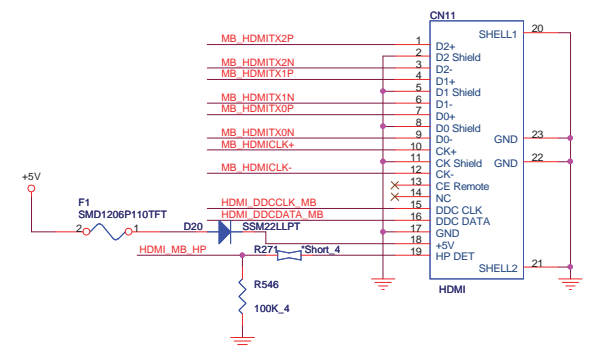 CN11
MB_HDMITX2P 1 D2+ SHELL1 20
2 D2 Shield
MB_HDMITX2N 3 D2-
MB_HDMITX1P 4 D1+
5 D1 Shield
MB_HDMITX1N 6 D1-
MB_HDMITX0P 7 D0+
8 D0 Shield
MB_HDMITX0N 9 D0- GND 23
MB_HDMICLK+ 10 CK+
11 CK Shield GND 22
MB_HDMICLK- 12 CK-
13 CE Remote
14 NC
HDMI_DDCCLK_MB 15 DDC CLK
HDMI_DDCDATA_MB 16 DDC DATA
17 GND
18 +5V
19 HP DET
SHELL2 21
HDMI
+5V
F1
SMD1206P110TFT
2 1
D20 SSM22LLPT
HDMI_MB_HP R271 *Short_4
R546
100K_4